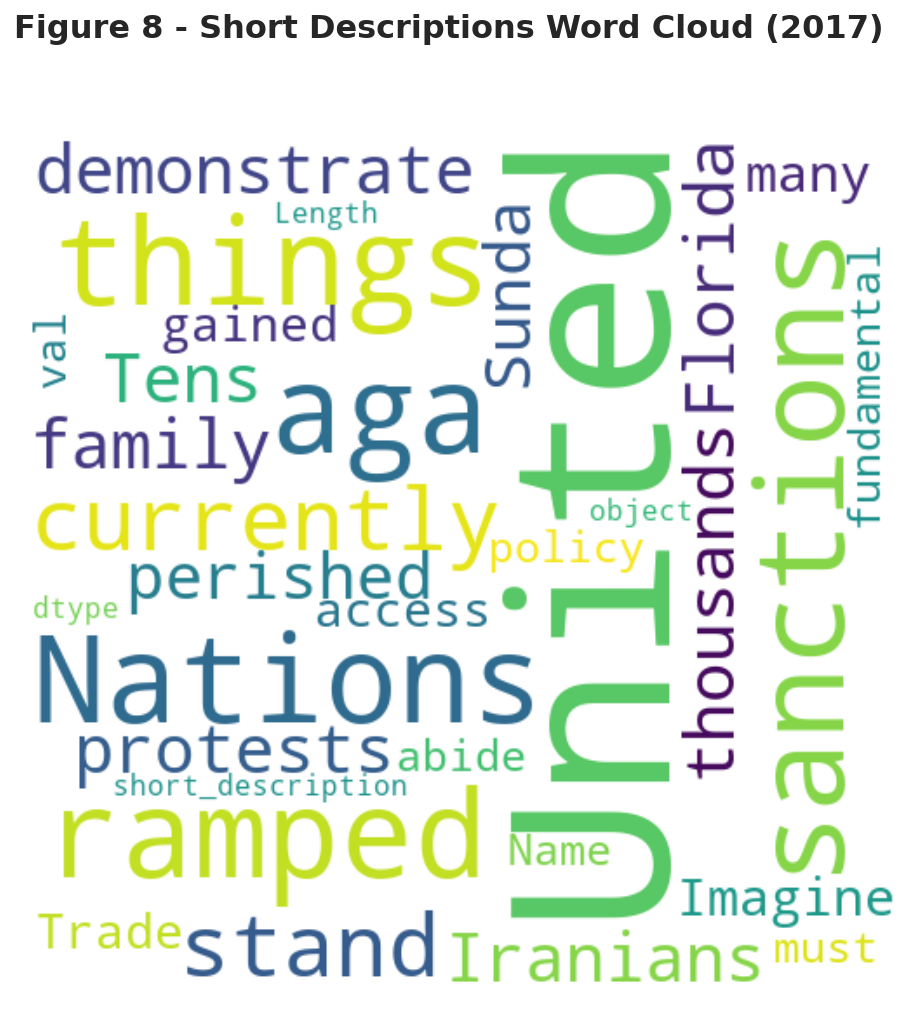 Figure 8 - Short Descriptions Word Cloud (2017)
demonstrate
many
Length
things
Sunda
United
Florida
sanctions
fundamental
val
gained
Tens
aga
family
thousands
currently
object
policy
perished
access
dtype
Nations
protests
abide
short_description
ramped
Name
Imagine
Trade
stand
Iranians
must